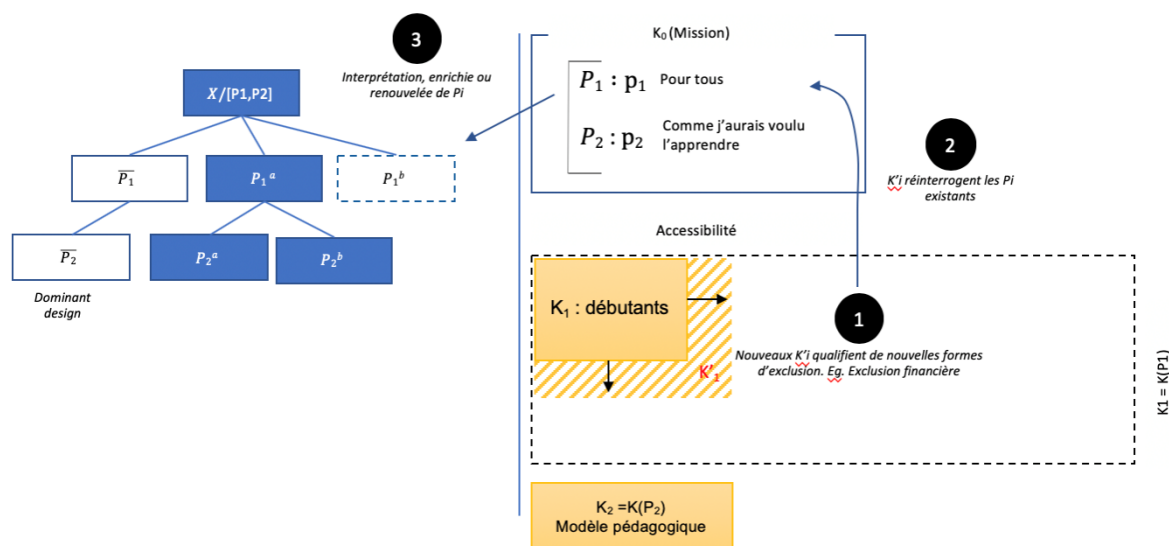 3
Interprétation, enrichie ou
renouvelée de Pi
X/[P1,P2]
P̅₁
P₁ᵃ
P₁ᵇ
P̅₂
P₂ᵃ
P₂ᵇ
Dominant
design
K₀ (Mission)
P₁ : p₁ Pour tous
P₂ : p₂ Comme j’aurais voulu
l’apprendre
2
K’i réinterrogent les Pi
existants
Accessibilité
K₁ : débutants
K’₁
1
Nouveaux K’i qualifient de nouvelles formes
d’exclusion. Eg. Exclusion financière
K1 = K(P1)
K₂ =K(P₂)
Modèle pédagogique